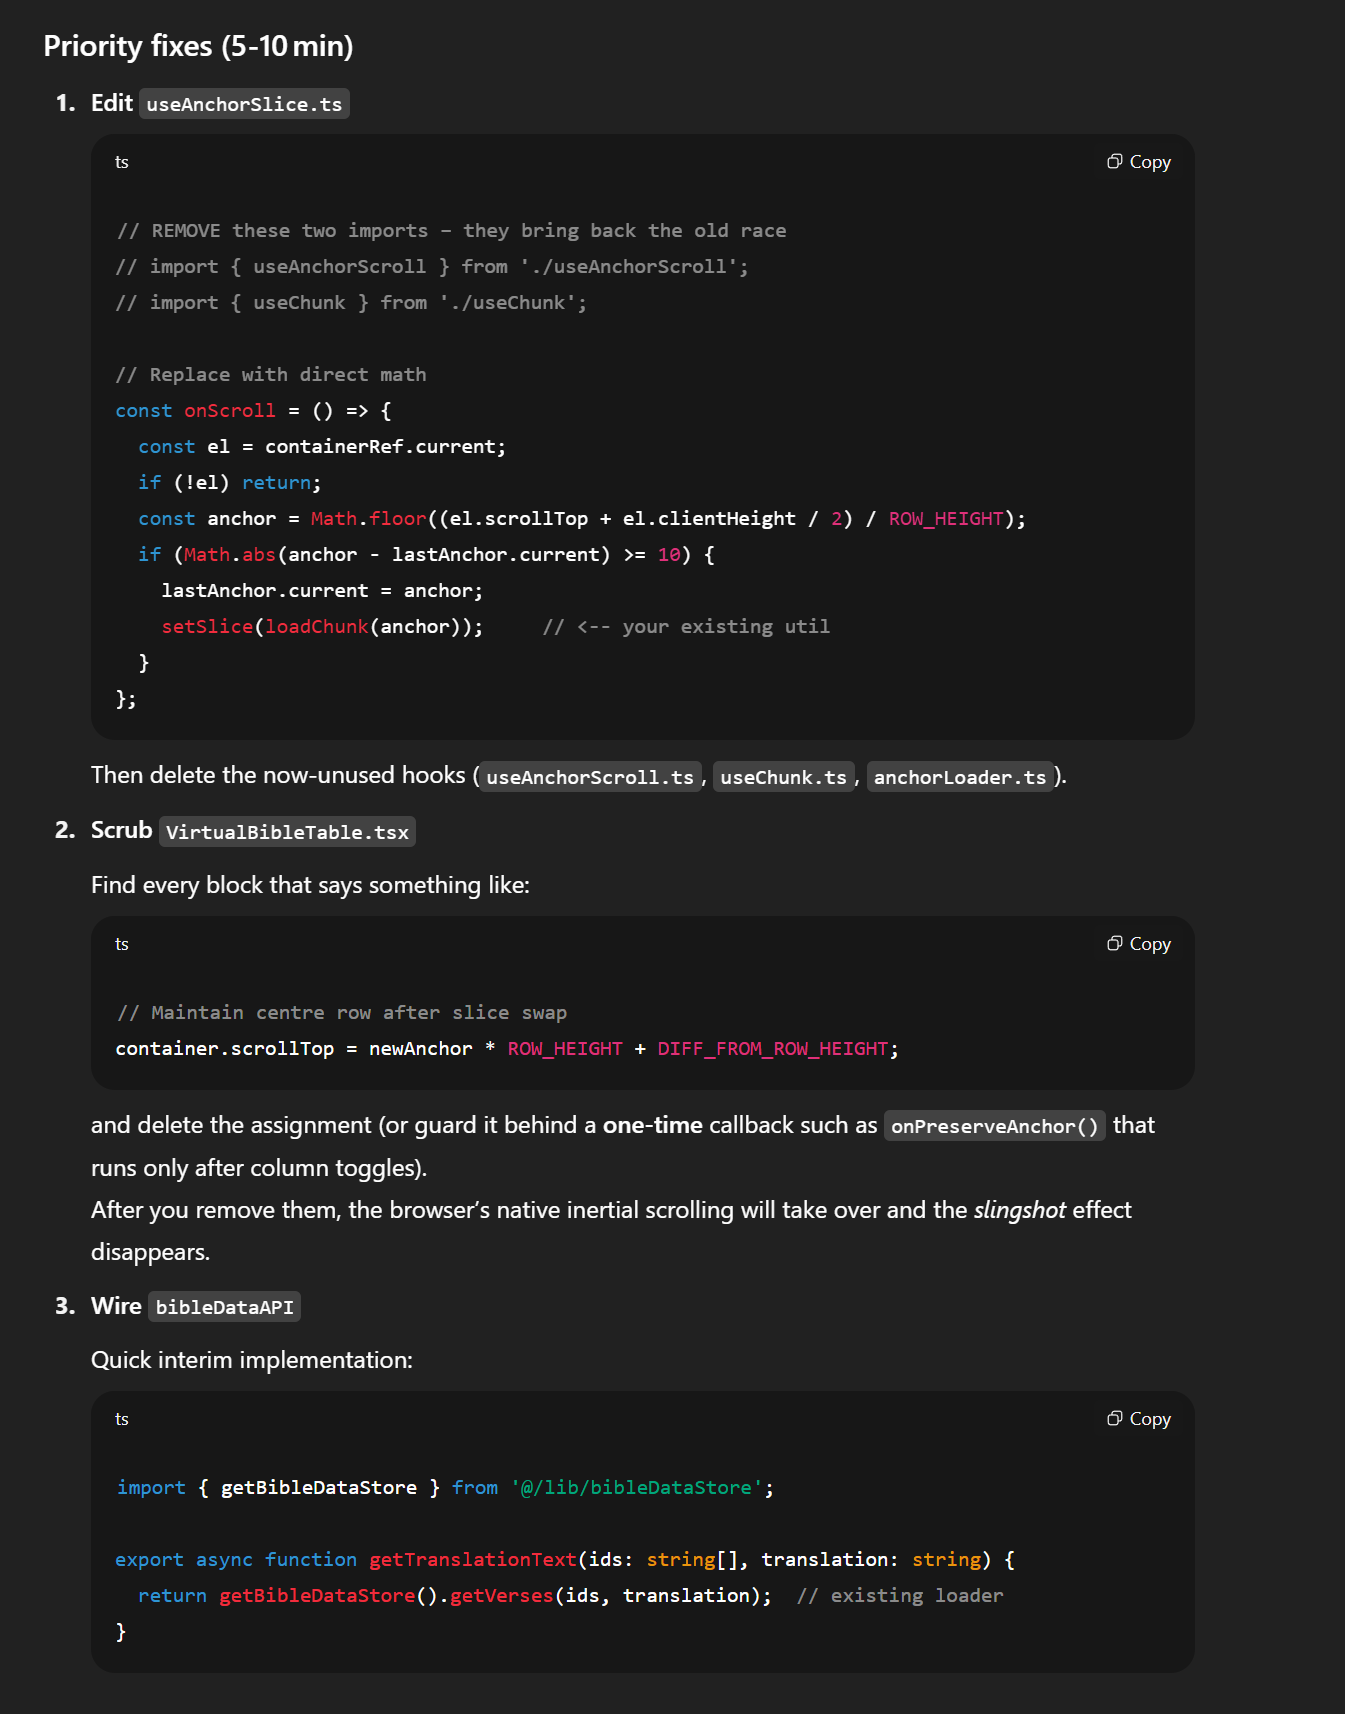 Priority fixes (5-10 min)
1. Edit useAnchorSlice.ts
ts
Copy
// REMOVE these two imports – they bring back the old race
// import { useAnchorScroll } from './useAnchorScroll';
// import { useChunk } from './useChunk';
// Replace with direct math
const onScroll = () => {
  const el = containerRef.current;
  if (!el) return;
  const anchor = Math.floor((el.scrollTop + el.clientHeight / 2) / ROW_HEIGHT);
  if (Math.abs(anchor - lastAnchor.current) >= 10) {
    lastAnchor.current = anchor;
    setSlice(loadChunk(anchor));     // <-- your existing util
  }
};
Then delete the now-unused hooks (useAnchorScroll.ts, useChunk.ts, anchorLoader.ts).
2. Scrub VirtualBibleTable.tsx
Find every block that says something like:
ts
Copy
// Maintain centre row after slice swap
container.scrollTop = newAnchor * ROW_HEIGHT + DIFF_FROM_ROW_HEIGHT;
and delete the assignment (or guard it behind a one-time callback such as onPreserveAnchor() that
runs only after column toggles).
After you remove them, the browser’s native inertial scrolling will take over and the slingshot effect
disappears.
3. Wire bibleDataAPI
Quick interim implementation:
ts
Copy
import { getBibleDataStore } from '@/lib/bibleDataStore';
export async function getTranslationText(ids: string[], translation: string) {
  return getBibleDataStore().getVerses(ids, translation);  // existing loader
}